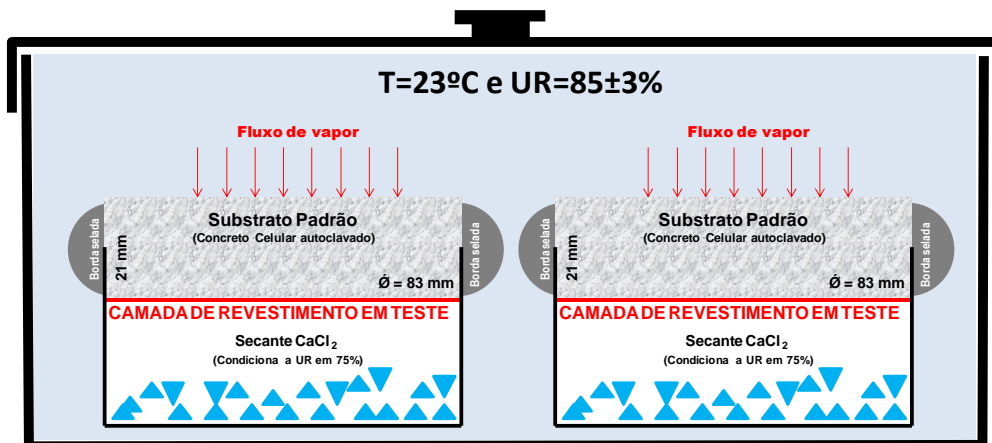 T=23ºC e UR=85±3%
Fluxo de vapor
Fluxo de vapor
Borda selada
21 mm
Substrato Padrão
(Concreto Celular autoclavado)
Ǿ = 83 mm
Borda selada
Borda selada
21 mm
Substrato Padrão
(Concreto Celular autoclavado)
Ǿ = 83 mm
Borda selada
CAMADA DE REVESTIMENTO EM TESTE
CAMADA DE REVESTIMENTO EM TESTE
Secante CaCl₂
(Condiciona a UR em 75%)
Secante CaCl₂
(Condiciona a UR em 75%)